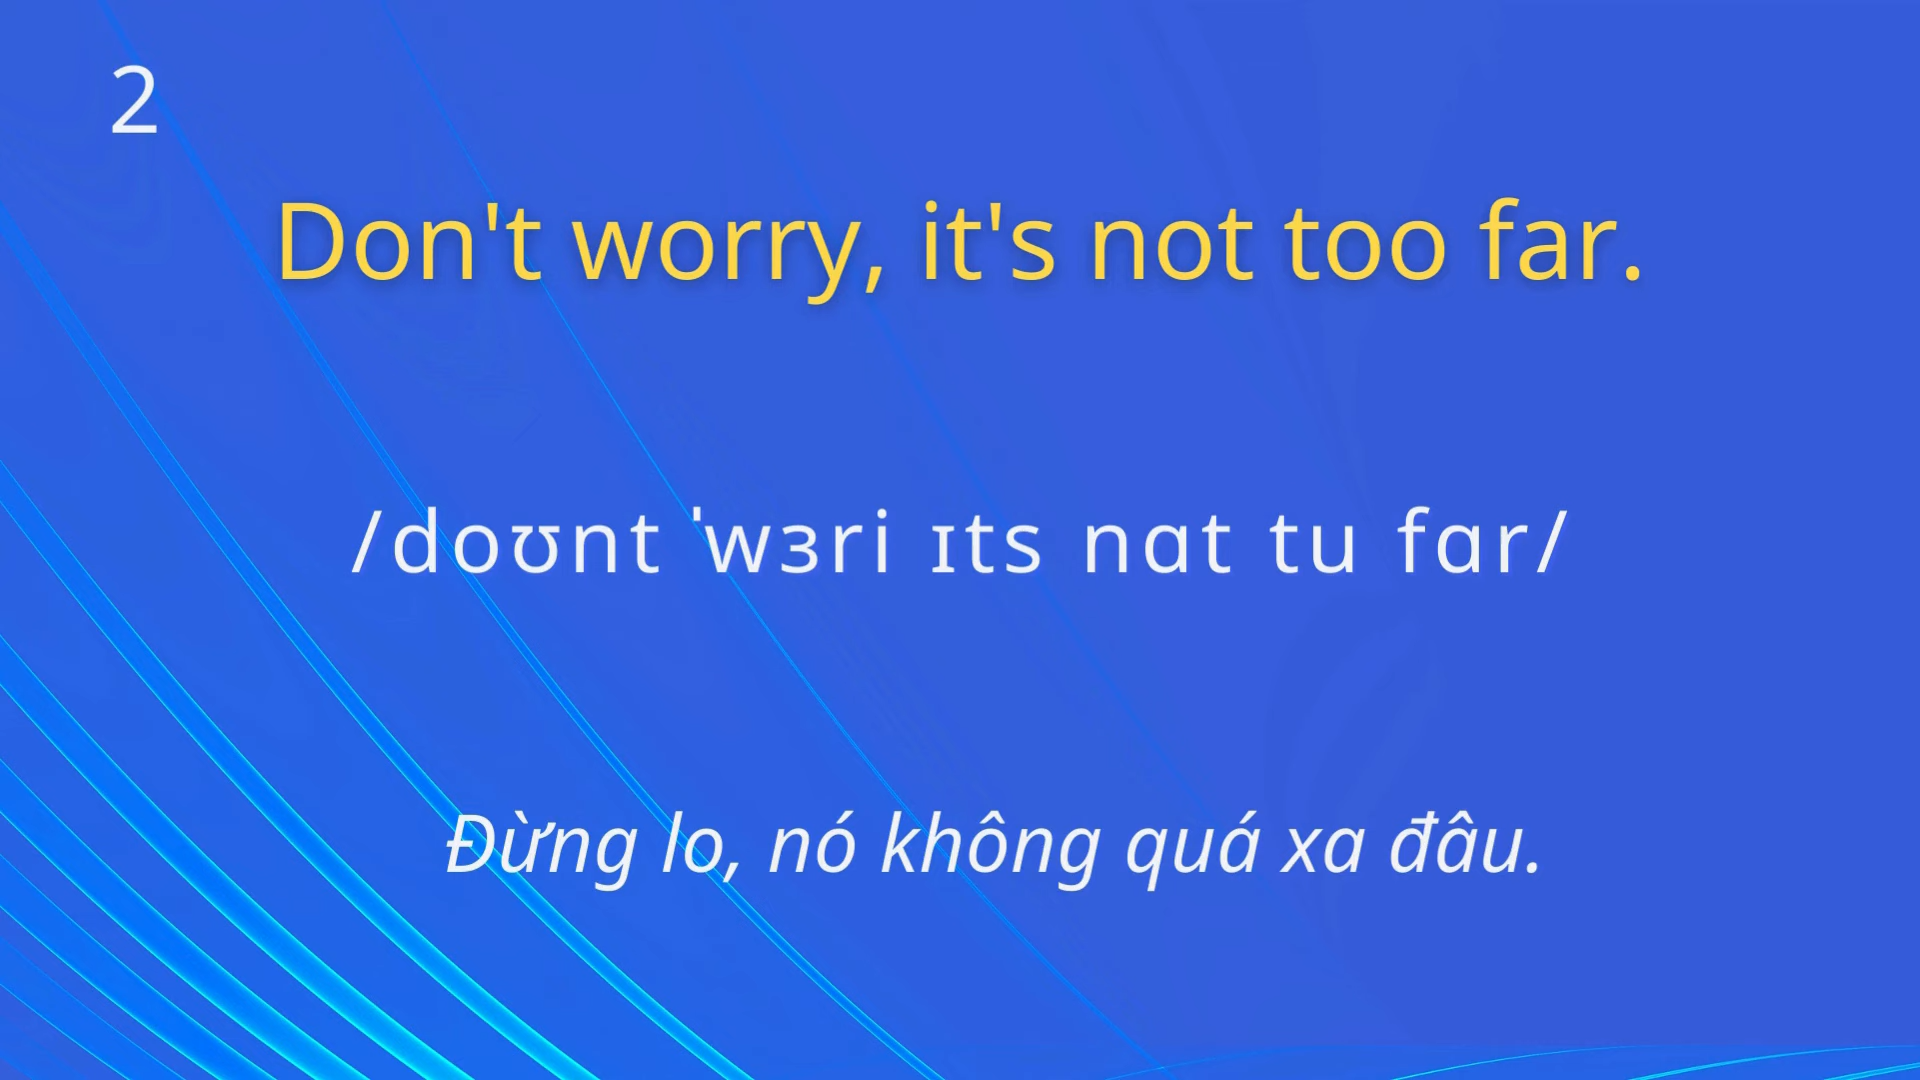 2
Don't worry, it's not too far.
/doʊnt ˈwɜri ɪts nɑt tu fɑr/
Đừng lo, nó không quá xa đâu.